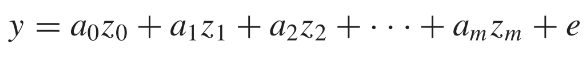 y = a₀z₀ + a₁z₁ + a₂z₂ + · · · + aₘzₘ + e